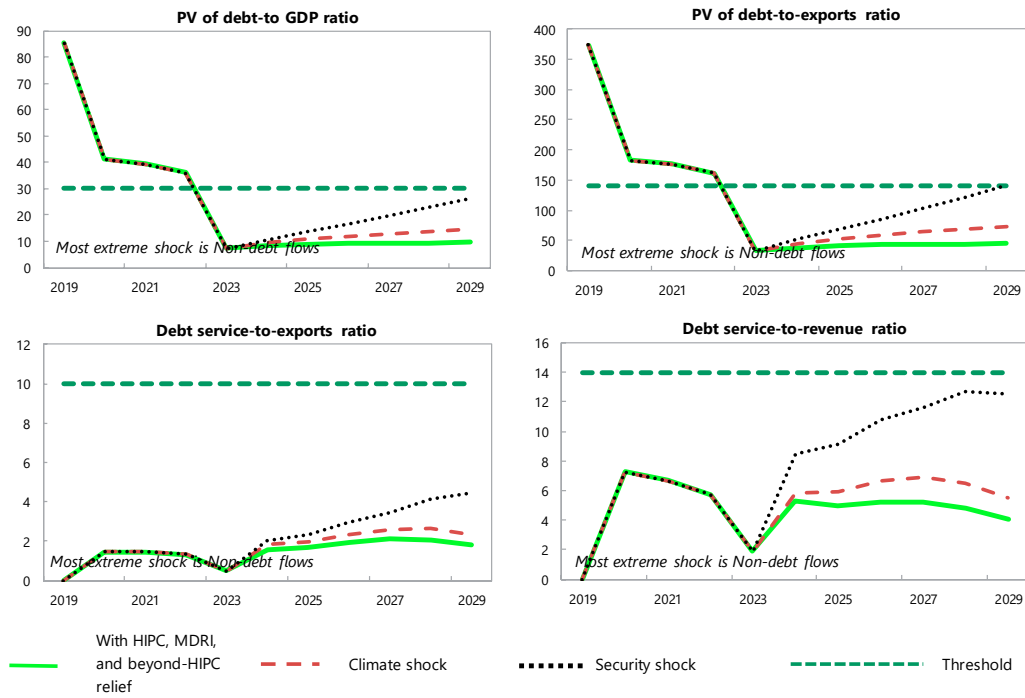 PV of debt-to GDP ratio
90
80
70
60
50
40
30
20
10
0
Most extreme shock is Non-debt flows
2019 2021 2023 2025 2027 2029
PV of debt-to-exports ratio
400
350
300
250
200
150
100
50
0
Most extreme shock is Non-debt flows
2019 2021 2023 2025 2027 2029
Debt service-to-exports ratio
12
10
8
6
4
2
0
Most extreme shock is Non-debt flows
2019 2021 2023 2025 2027 2029
Debt service-to-revenue ratio
16
14
12
10
8
6
4
2
0
Most extreme shock is Non-debt flows
2019 2021 2023 2025 2027 2029
With HIPC, MDRI,
and beyond-HIPC
relief
Climate shock
Security shock
Threshold